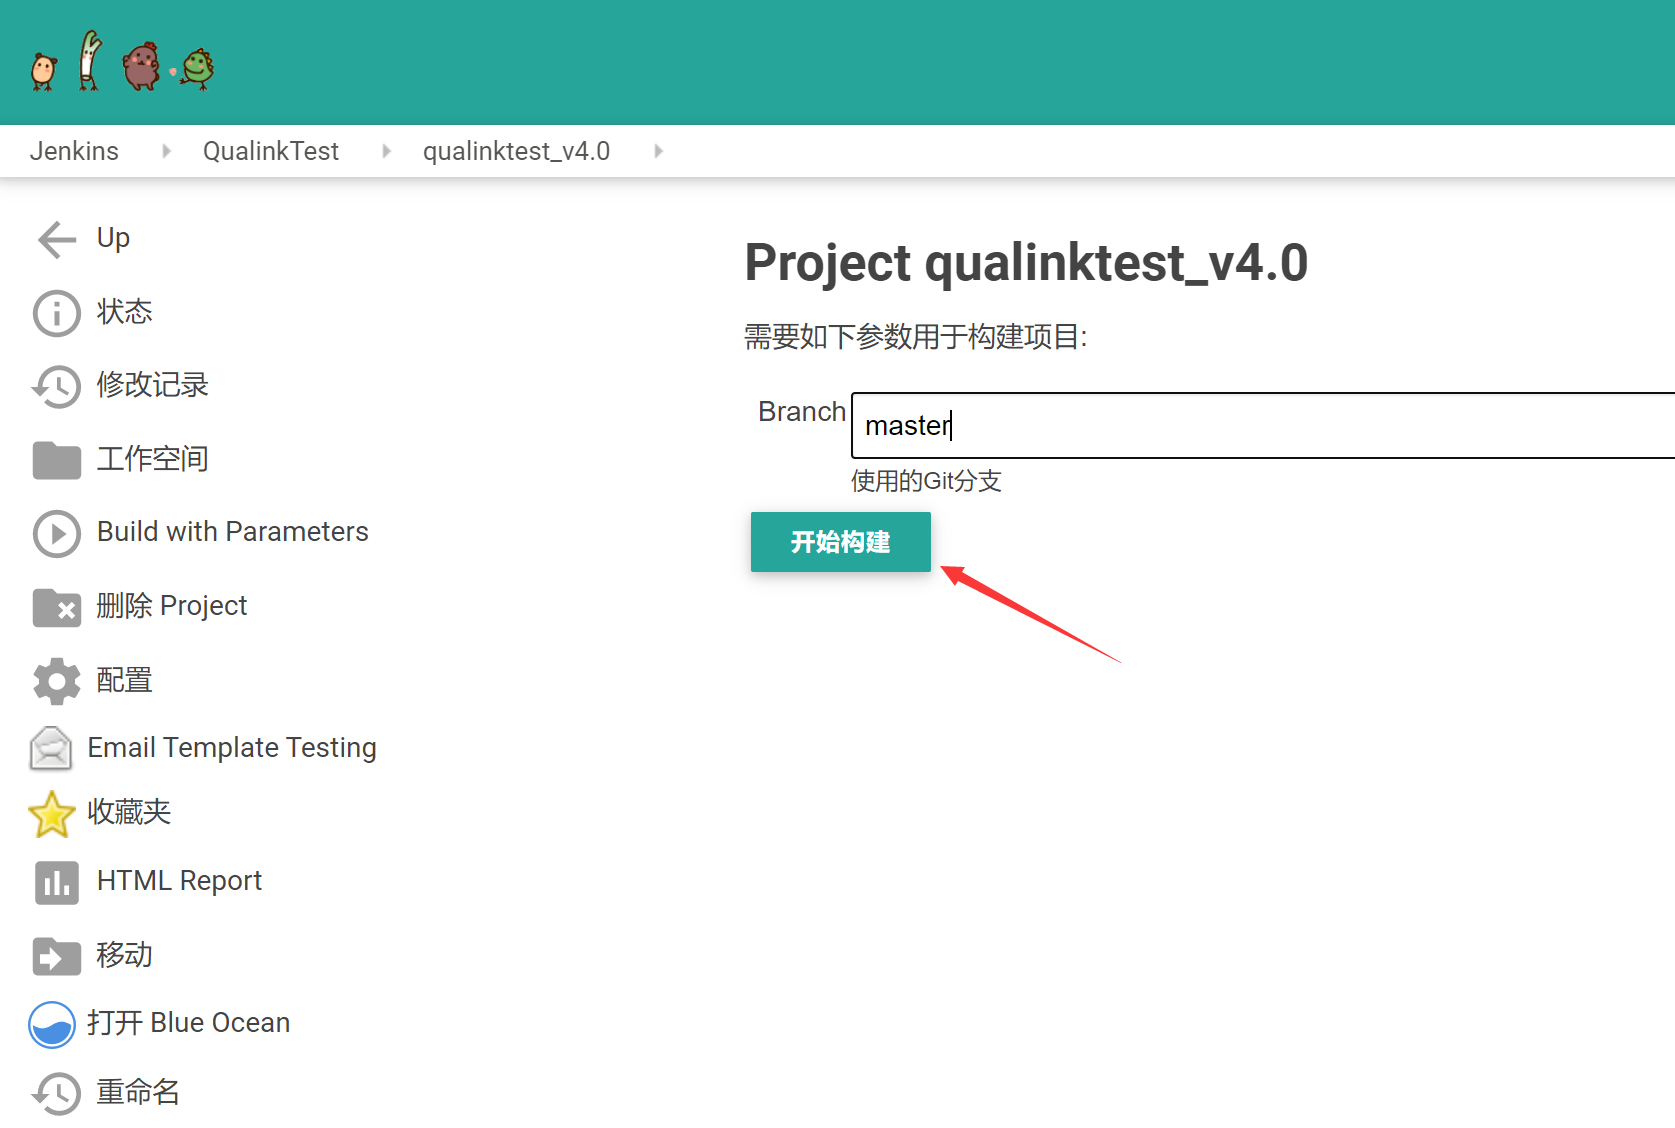 Jenkins QualinkTest qualinktest_v4.0
Up
状态
修改记录
工作空间
Build with Parameters
删除 Project
配置
Email Template Testing
收藏夹
HTML Report
移动
打开 Blue Ocean
重命名
Project qualinktest_v4.0
需要如下参数用于构建项目:
Branch master
使用的Git分支
开始构建